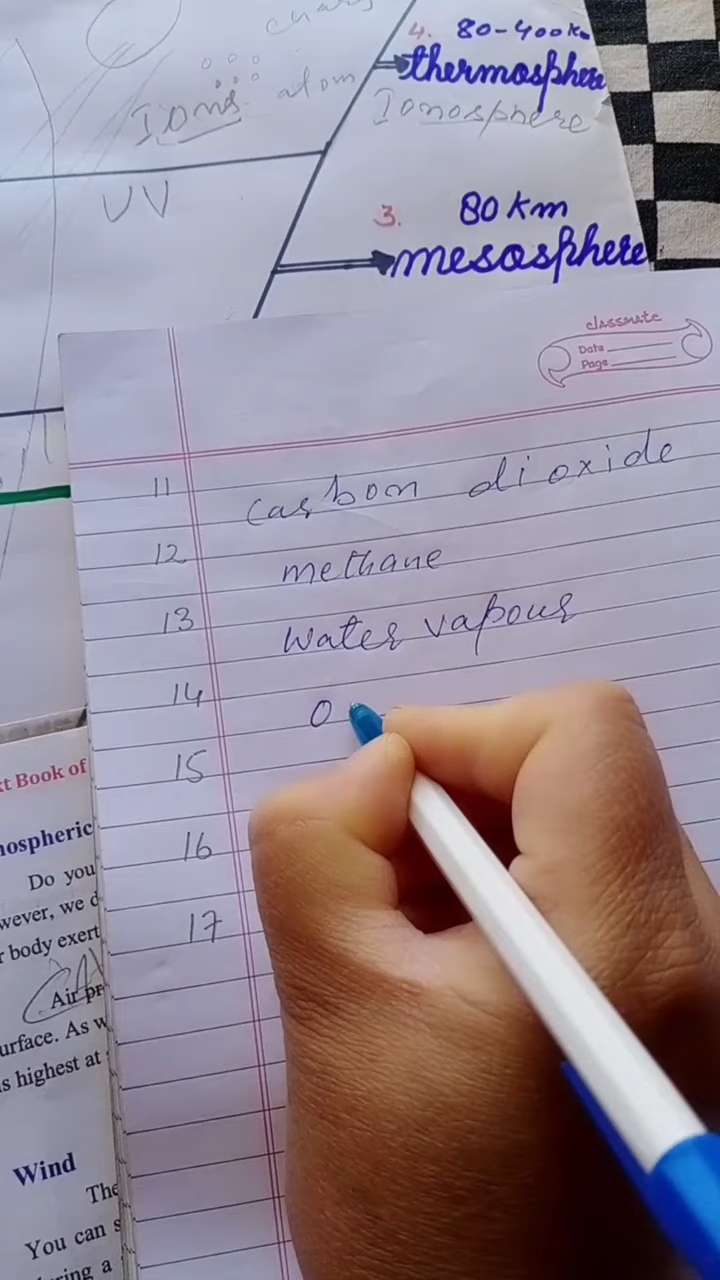 4. 80-400km
thermosphere
Ionosphere
Ions atom
UV
3. 80 Km
mesosphere
classmate
Date
Page
11 Carbon dioxide
12 methane
13 Water vapour
14 O
15
16
17
xt Book of
nospheric
Do you
wever, we d
r body exert
Air pr
urface. As w
s highest at
Wind
The
You can s
ring a